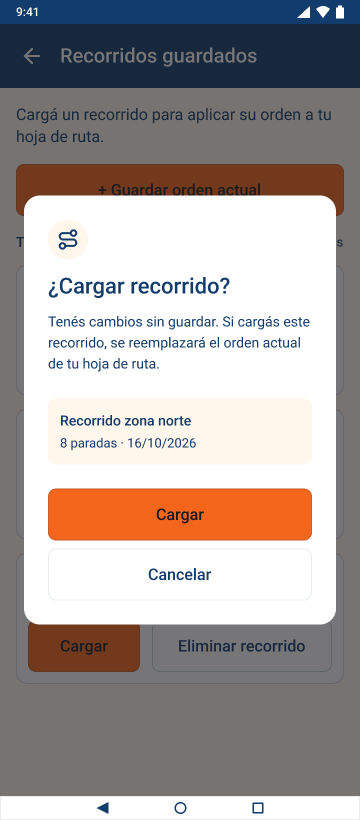 9:41
Recorridos guardados
Cargá un recorrido para aplicar su orden a tu
hoja de ruta.
+ Guardar orden actual
¿Cargar recorrido?
Tenés cambios sin guardar. Si cargás este
recorrido, se reemplazará el orden actual
de tu hoja de ruta.
Recorrido zona norte
8 paradas · 16/10/2026
Cargar
Cancelar
Cargar
Eliminar recorrido